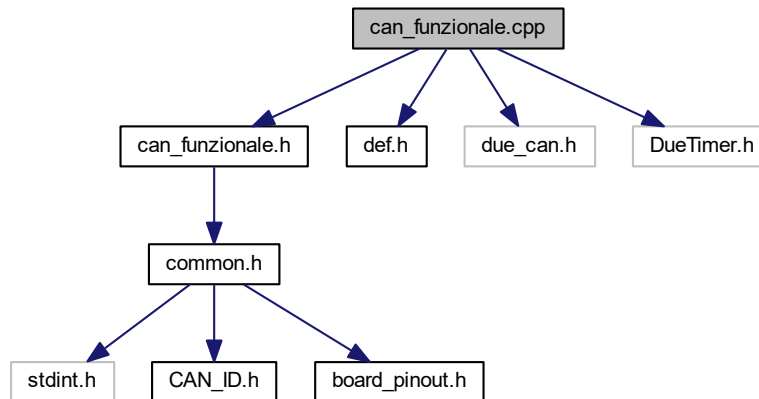 can_funzionale.cpp
can_funzionale.h
def.h
due_can.h
DueTimer.h
common.h
stdint.h
CAN_ID.h
board_pinout.h